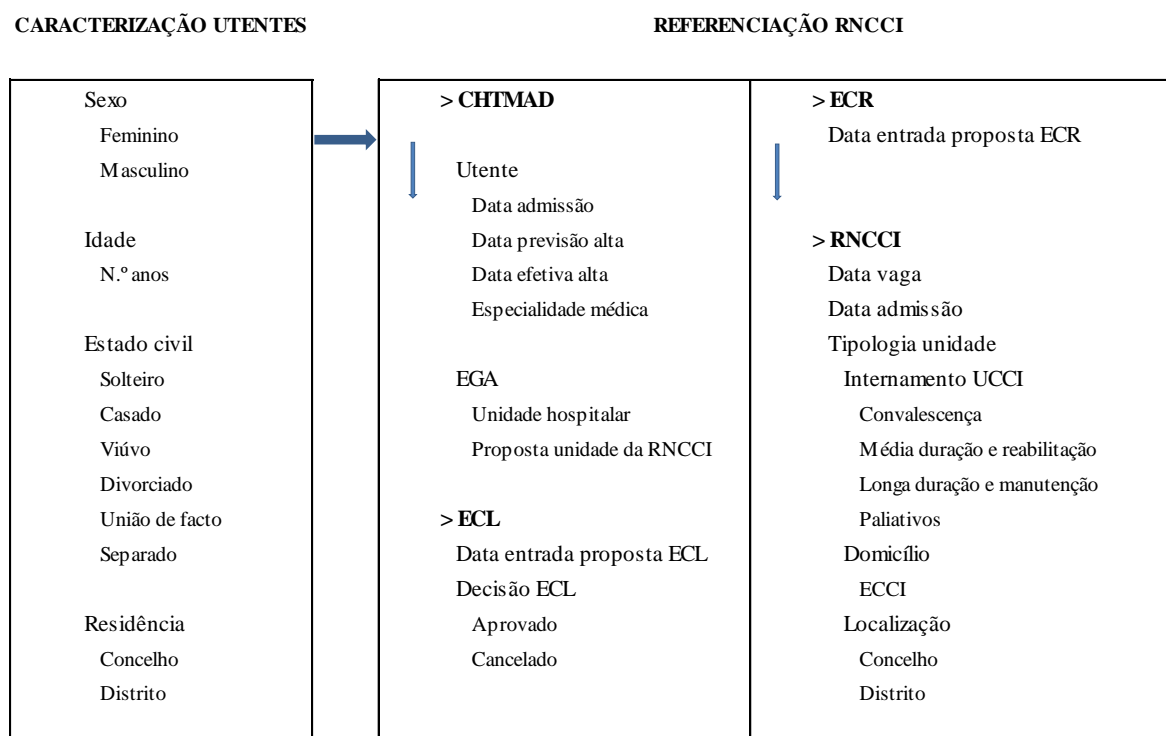 CARACTERIZAÇÃO UTENTES
REFERENCIAÇÃO RNCCI
Sexo
Feminino
Masculino
Idade
N.º anos
Estado civil
Solteiro
Casado
Viúvo
Divorciado
União de facto
Separado
Residência
Concelho
Distrito
> CHTMAD
Utente
Data admissão
Data previsão alta
Data efetiva alta
Especialidade médica
EGA
Unidade hospitalar
Proposta unidade da RNCCI
> ECL
Data entrada proposta ECL
Decisão ECL
Aprovado
Cancelado
> ECR
Data entrada proposta ECR
> RNCCI
Data vaga
Data admissão
Tipologia unidade
Internamento UCCI
Convalescença
Média duração e reabilitação
Longa duração e manutenção
Paliativos
Domicílio
ECCI
Localização
Concelho
Distrito